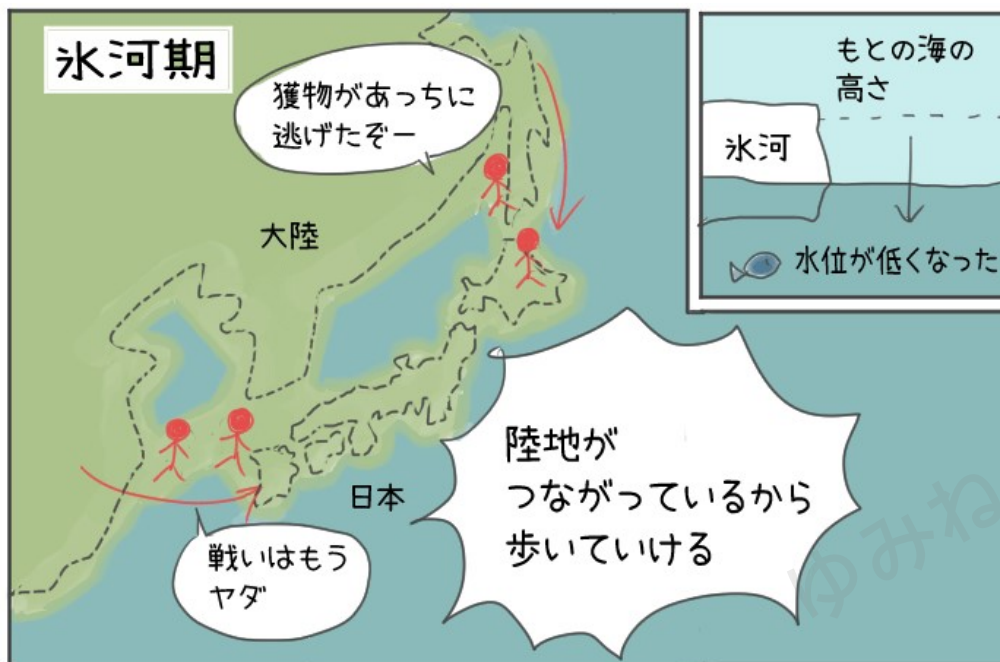 氷河期
獲物があっちに
逃げたぞー
大陸
もとの海の
高さ
氷河
水位が低くなった
陸地が
つながっているから
歩いていける
日本
戦いはもう
ヤダ
ゆみね